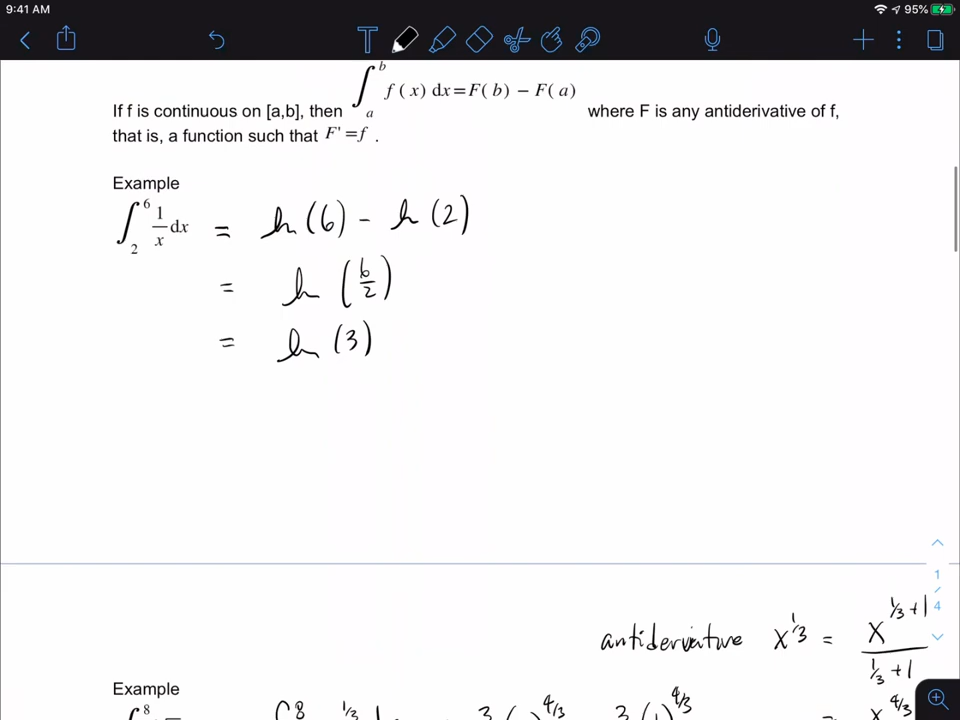 9:41 AM 95%
∫_a^b f(x) dx=F(b) − F(a)
If f is continuous on [a,b], then where F is any antiderivative of f,
that is, a function such that F'=f .
Example
∫_2^6 1/x dx = ln(6) − ln(2)
= ln(6/2)
= ln(3)
1
/
4
antiderivative x^{1/3} = x^{1/3+1} / (1/3+1)
Example